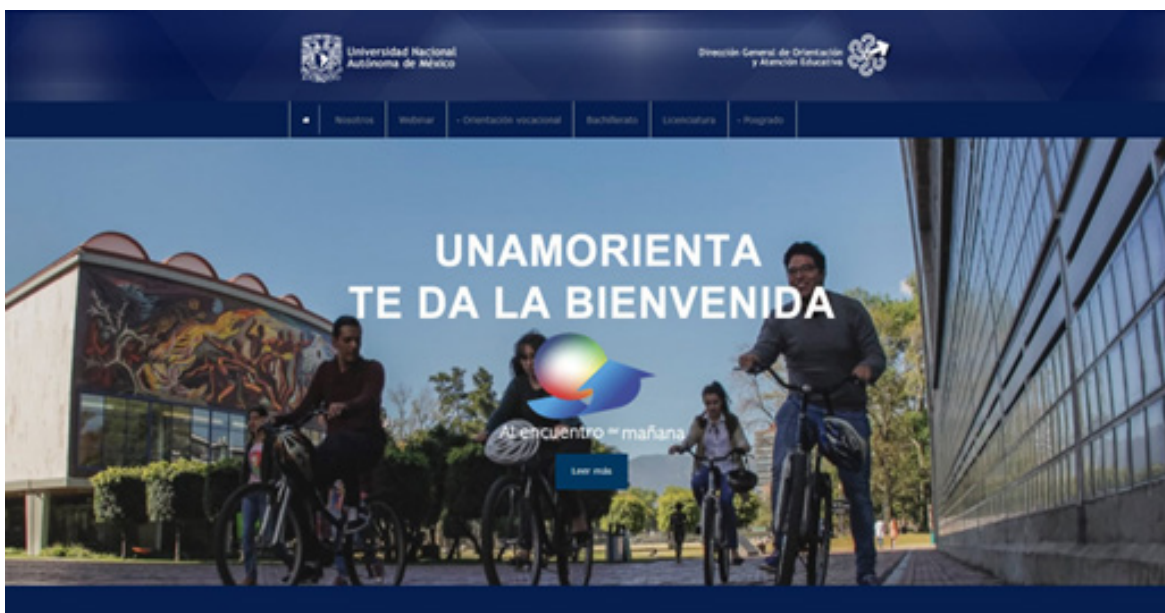 Universidad Nacional
Autónoma de México
Dirección General de Orientación
y Atención Educativa
Nosotros
Webinar
Orientación vocacional
Bachillerato
Licenciatura
Posgrado
UNAMORIENTA
TE DA LA BIENVENIDA
Al encuentro del mañana
Leer más